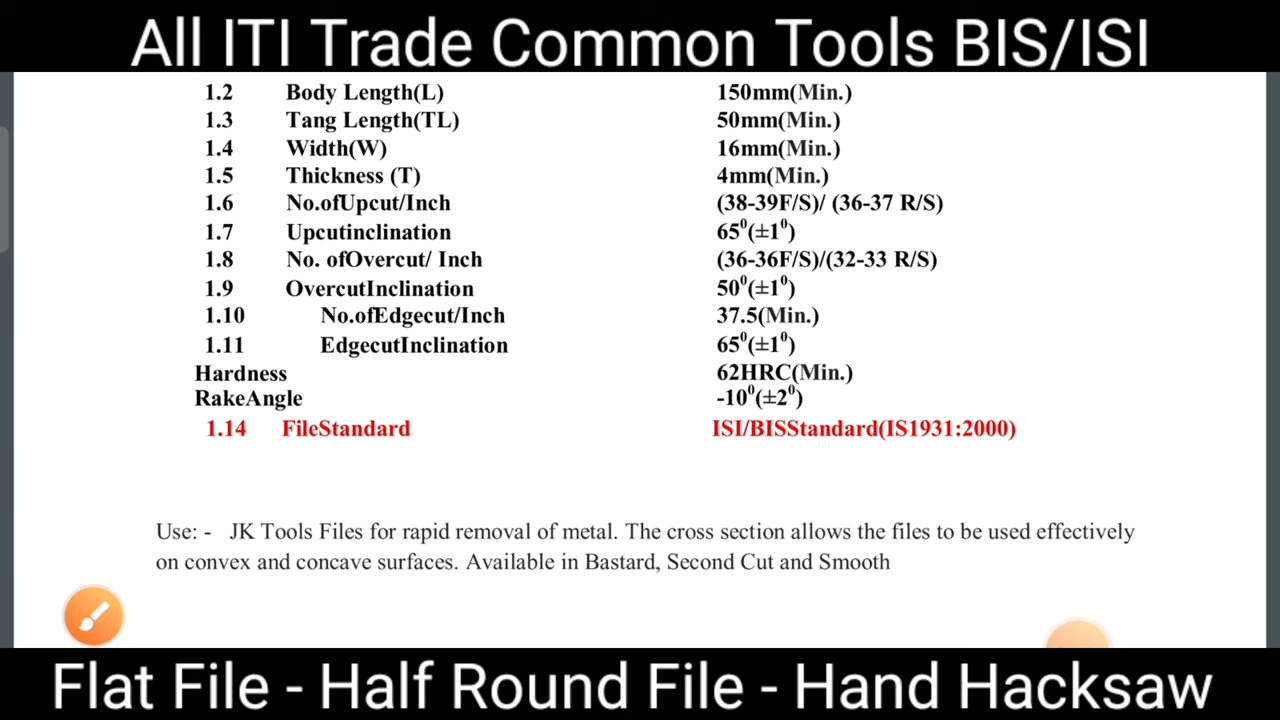 All ITI Trade Common Tools BIS/ISI
1.2 Body Length(L) 150mm(Min.)
1.3 Tang Length(TL) 50mm(Min.)
1.4 Width(W) 16mm(Min.)
1.5 Thickness (T) 4mm(Min.)
1.6 No.ofUpcut/Inch (38-39F/S)/ (36-37 R/S)
1.7 Upcutinclination 65⁰(±1⁰)
1.8 No. ofOvercut/ Inch (36-36F/S)/(32-33 R/S)
1.9 OvercutInclination 50⁰(±1⁰)
1.10 No.ofEdgecut/Inch 37.5(Min.)
1.11 EdgecutInclination 65⁰(±1⁰)
Hardness 62HRC(Min.)
RakeAngle -10⁰(±2⁰)
1.14 FileStandard ISI/BISStandard(IS1931:2000)
Use: - JK Tools Files for rapid removal of metal. The cross section allows the files to be used effectively
on convex and concave surfaces. Available in Bastard, Second Cut and Smooth
Flat File - Half Round File - Hand Hacksaw